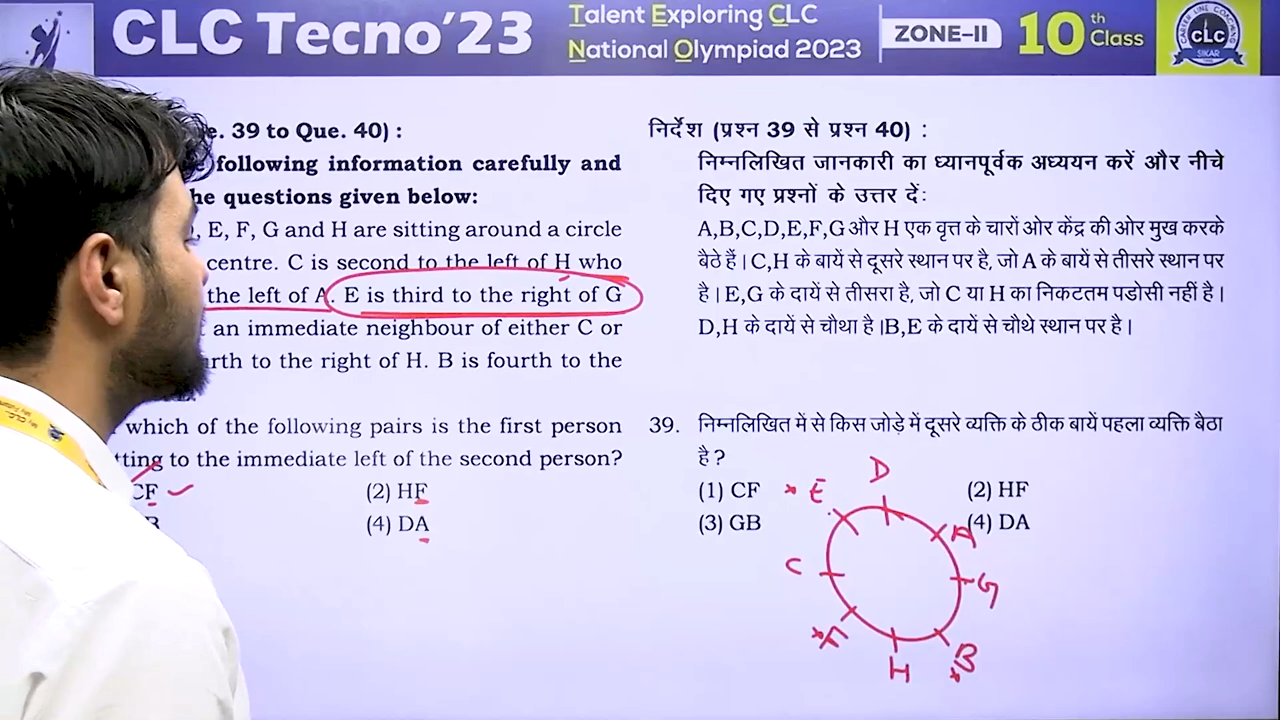 CLC Tecno'23
Talent Exploring CLC
National Olympiad 2023
ZONE-II
10th Class
CAREER LINE COACHING
CLC
SIKAR
e. 39 to Que. 40) :
following information carefully and
he questions given below:
, E, F, G and H are sitting around a circle
centre. C is second to the left of H who
the left of A. E is third to the right of G
an immediate neighbour of either C or
rth to the right of H. B is fourth to the
which of the following pairs is the first person
tting to the immediate left of the second person?
CF
(2) HF
B
(4) DA
निर्देश (प्रश्न 39 से प्रश्न 40) :
निम्नलिखित जानकारी का ध्यानपूर्वक अध्ययन करें और नीचे
दिए गए प्रश्नों के उत्तर दें:
A,B,C,D,E,F,G और H एक वृत्त के चारों ओर केंद्र की ओर मुख करके
बैठे हैं। C,H के बायें से दूसरे स्थान पर है, जो A के बायें से तीसरे स्थान पर
है। E,G के दायें से तीसरा है, जो C या H का निकटतम पडोसी नहीं है।
D,H के दायें से चौथा है।B,E के दायें से चौथे स्थान पर है।
39. निम्नलिखित में से किस जोड़े में दूसरे व्यक्ति के ठीक बायें पहला व्यक्ति बैठा
है ?
(1) CF
(2) HF
(3) GB
(4) DA
D
E
A
C
G
F
B
H